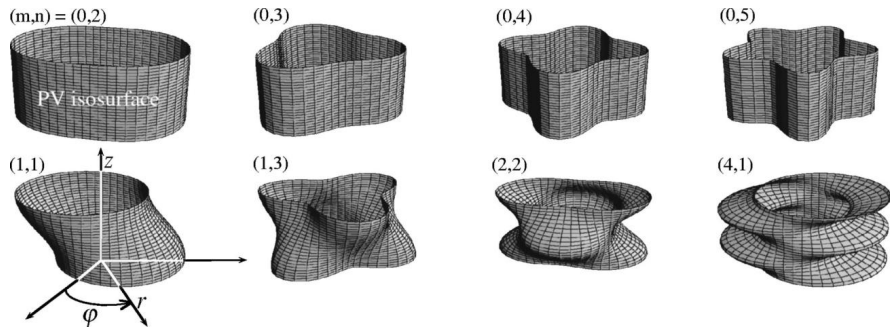 (m,n) = (0,2)
(0,3)
(0,4)
(0,5)
PV isosurface
(1,1)
z
(1,3)
(2,2)
(4,1)
φ
r